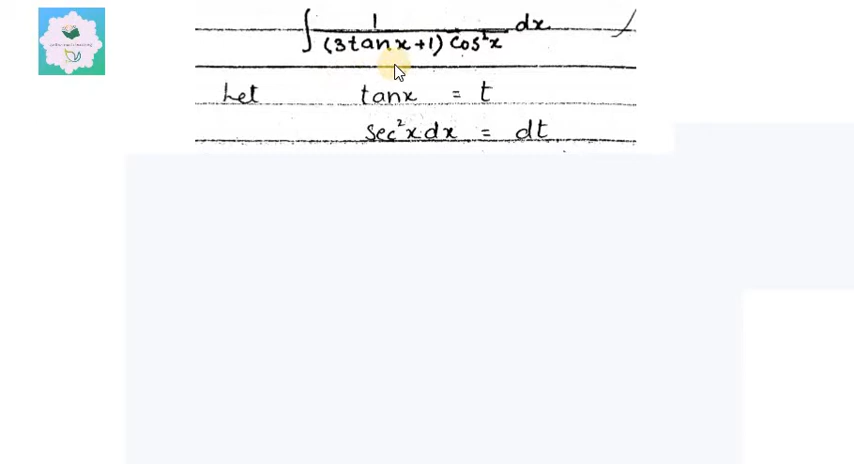 ∫ 1 / (3tanx+1) Cos²x dx
Let tanx = t
sec²x dx = dt